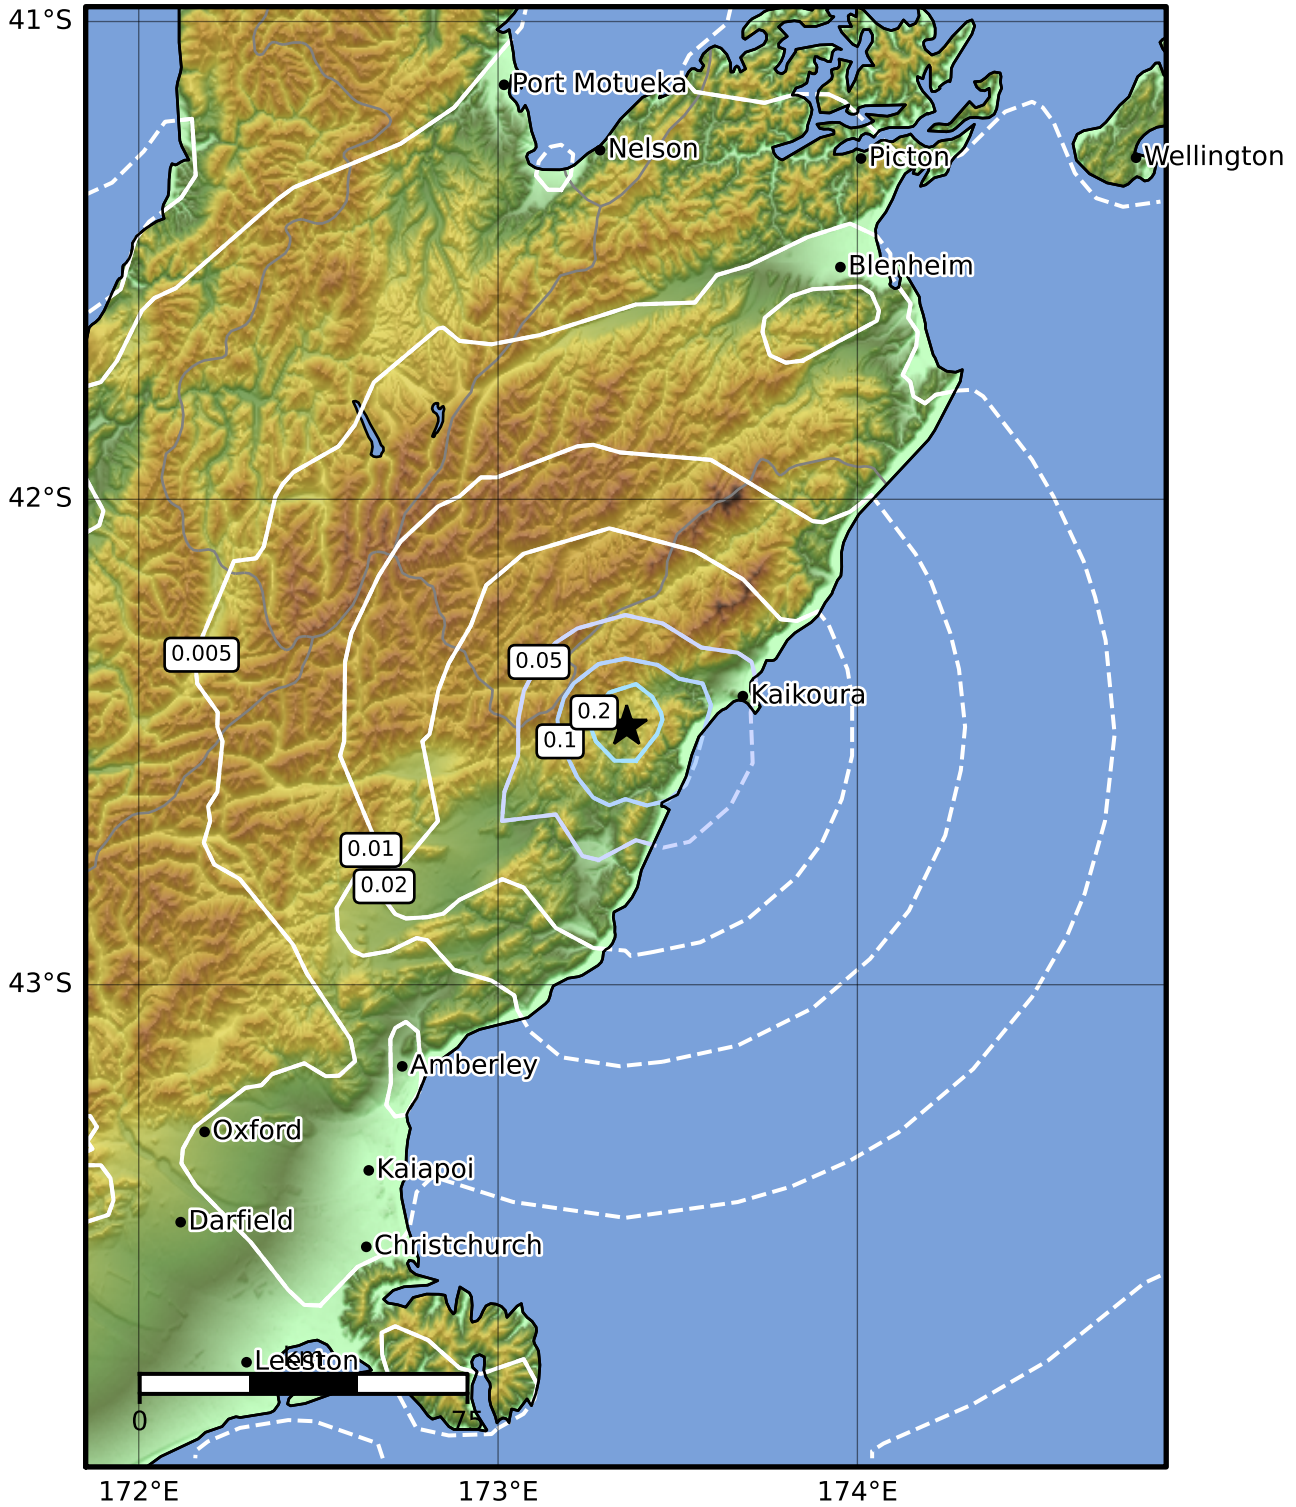 41°S
Port Motueka
Nelson
Picton
Wellington
Blenheim
42°S
0.005
0.05
0.2
0.1
Kaikoura
0.01
0.02
43°S
Amberley
Oxford
Kaiapoi
Darfield
Christchurch
Leeston
km
0
75
172°E
173°E
174°E